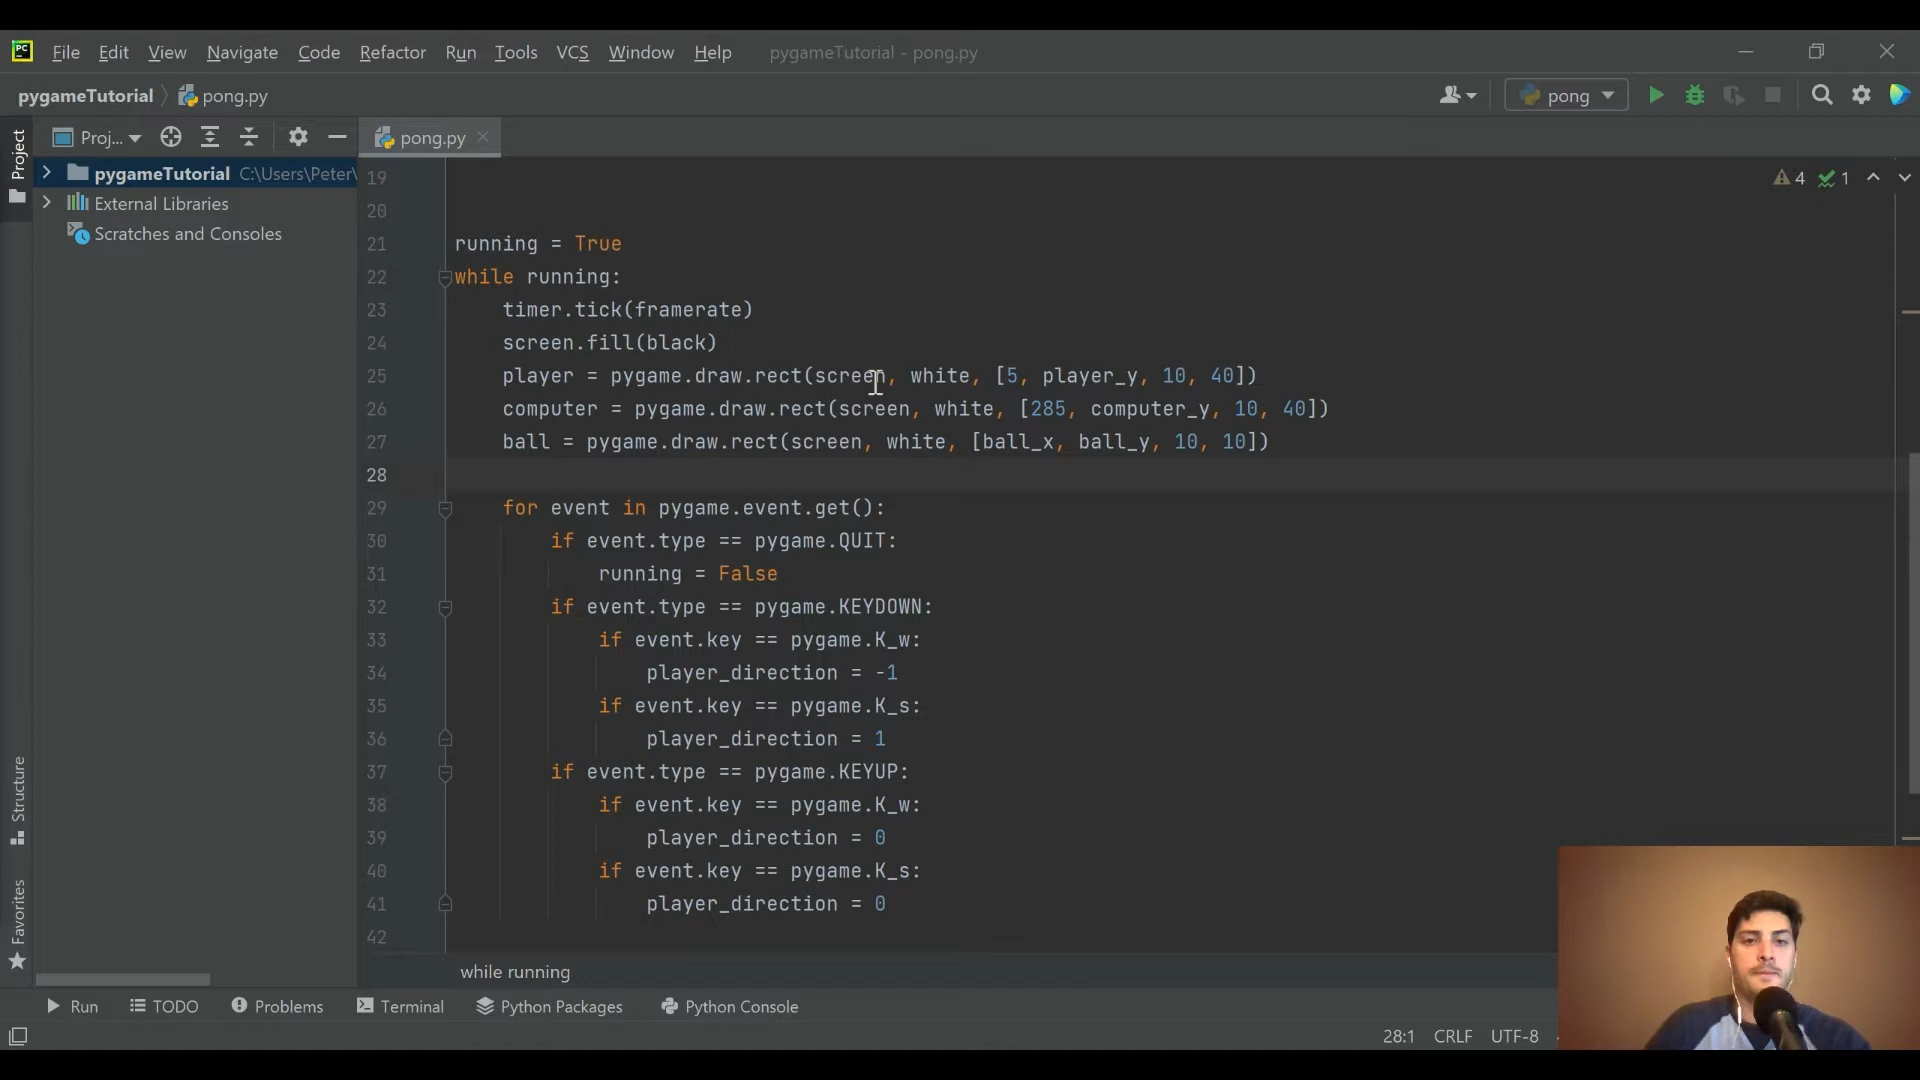 PC File Edit View Navigate Code Refactor Run Tools VCS Window Help pygameTutorial - pong.py
pygameTutorial pong.py pong
Project Proj... pong.py
pygameTutorial C:\Users\Peter\
External Libraries
Scratches and Consoles
4 1
19
20
21 running = True
22 while running:
23 timer.tick(framerate)
24 screen.fill(black)
25 player = pygame.draw.rect(screen, white, [5, player_y, 10, 40])
26 computer = pygame.draw.rect(screen, white, [285, computer_y, 10, 40])
27 ball = pygame.draw.rect(screen, white, [ball_x, ball_y, 10, 10])
28
29 for event in pygame.event.get():
30 if event.type == pygame.QUIT:
31 running = False
32 if event.type == pygame.KEYDOWN:
33 if event.key == pygame.K_w:
34 player_direction = -1
35 if event.key == pygame.K_s:
36 player_direction = 1
37 if event.type == pygame.KEYUP:
38 if event.key == pygame.K_w:
39 player_direction = 0
40 if event.key == pygame.K_s:
41 player_direction = 0
42
Structure
Favorites
while running
Run TODO Problems Terminal Python Packages Python Console
28:1 CRLF UTF-8